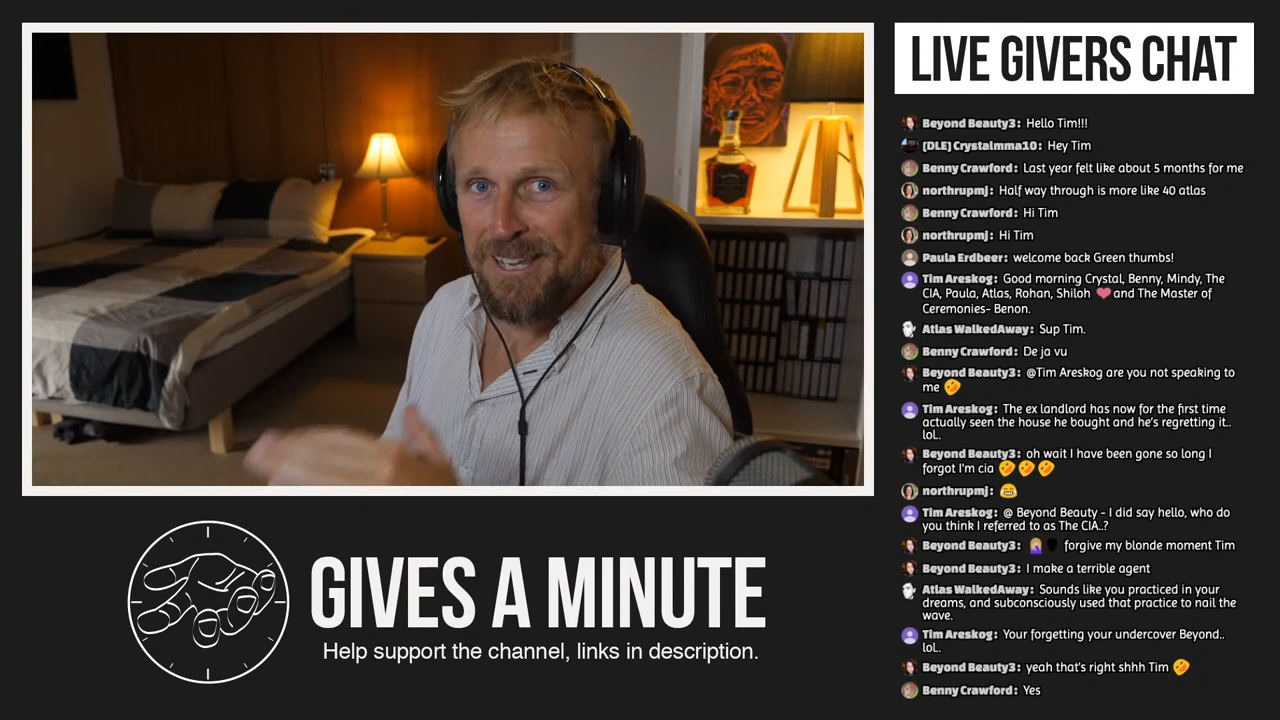 LIVE GIVERS CHAT
Beyond Beauty3: Hello Tim!!!
(DLE) Crystalmma10: Hey Tim
Benny Crawford: Last year felt like about 5 months for me
northrupmj: Half way through is more like 40 atlas
Benny Crawford: Hi Tim
northrupmj: Hi Tim
Paula Erdbeer: welcome back Green thumbs!
Tim Areskog: Good morning Crystal, Benny, Mindy, The
CIA, Paula, Atlas, Rohan, Shiloh ❤️and The Master of
Ceremonies- Benon.
Atlas WalkedAway: Sup Tim.
Benny Crawford: De ja vu
Beyond Beauty3: @Tim Areskog are you not speaking to
me 🤣
Tim Areskog: The ex landlord has now for the first time
actually seen the house he bought and he's regretting it..
lol..
Beyond Beauty3: oh wait I have been gone so long I
forgot I'm cia 🤣🤣🤣
northrupmj: 😂
Tim Areskog: @ Beyond Beauty - I did say hello, who do
you think I referred to as The CIA..?
Beyond Beauty3: forgive my blonde moment Tim
Beyond Beauty3: I make a terrible agent
Atlas WalkedAway: Sounds like you practiced in your
dreams, and subconsciously used that practice to nail the
wave.
Tim Areskog: Your forgetting your undercover Beyond..
lol..
Beyond Beauty3: yeah that's right shhh Tim 🤣
Benny Crawford: Yes
GIVES A MINUTE
Help support the channel, links in description.